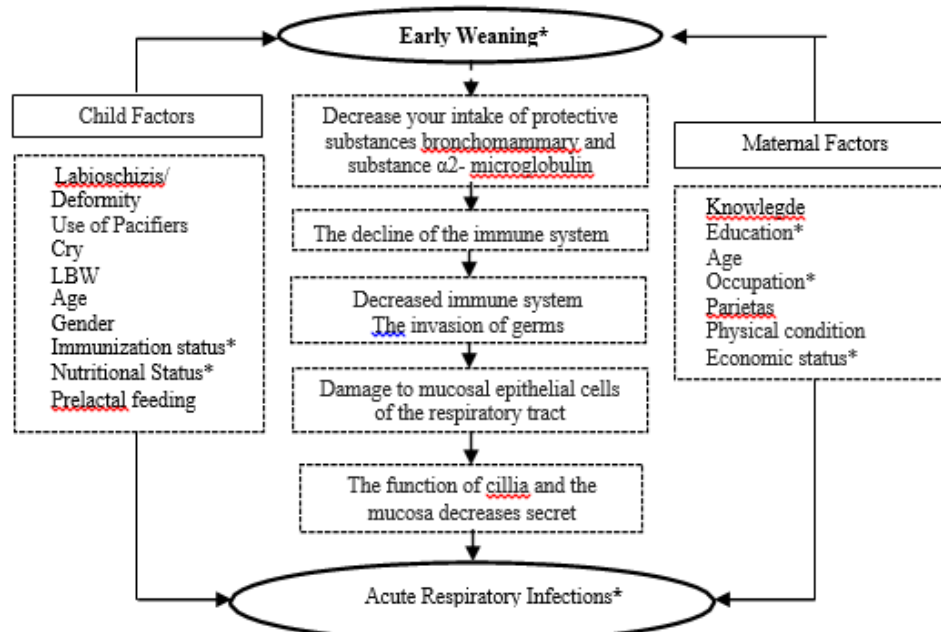 Early Weaning*
Child Factors
Labioschizis/
Deformity
Use of Pacifiers
Cry
LBW
Age
Gender
Immunization status*
Nutritional Status*
Prelactal feeding
Decrease your intake of protective
substances bronchomammary and
substance α2- microglobulin
The decline of the immune system
Decreased immune system
The invasion of germs
Damage to mucosal epithelial cells
of the respiratory tract
The function of cillia and the
mucosa decreases secret
Maternal Factors
Knowlegde
Education*
Age
Occupation*
Parietas
Physical condition
Economic status*
Acute Respiratory Infections*